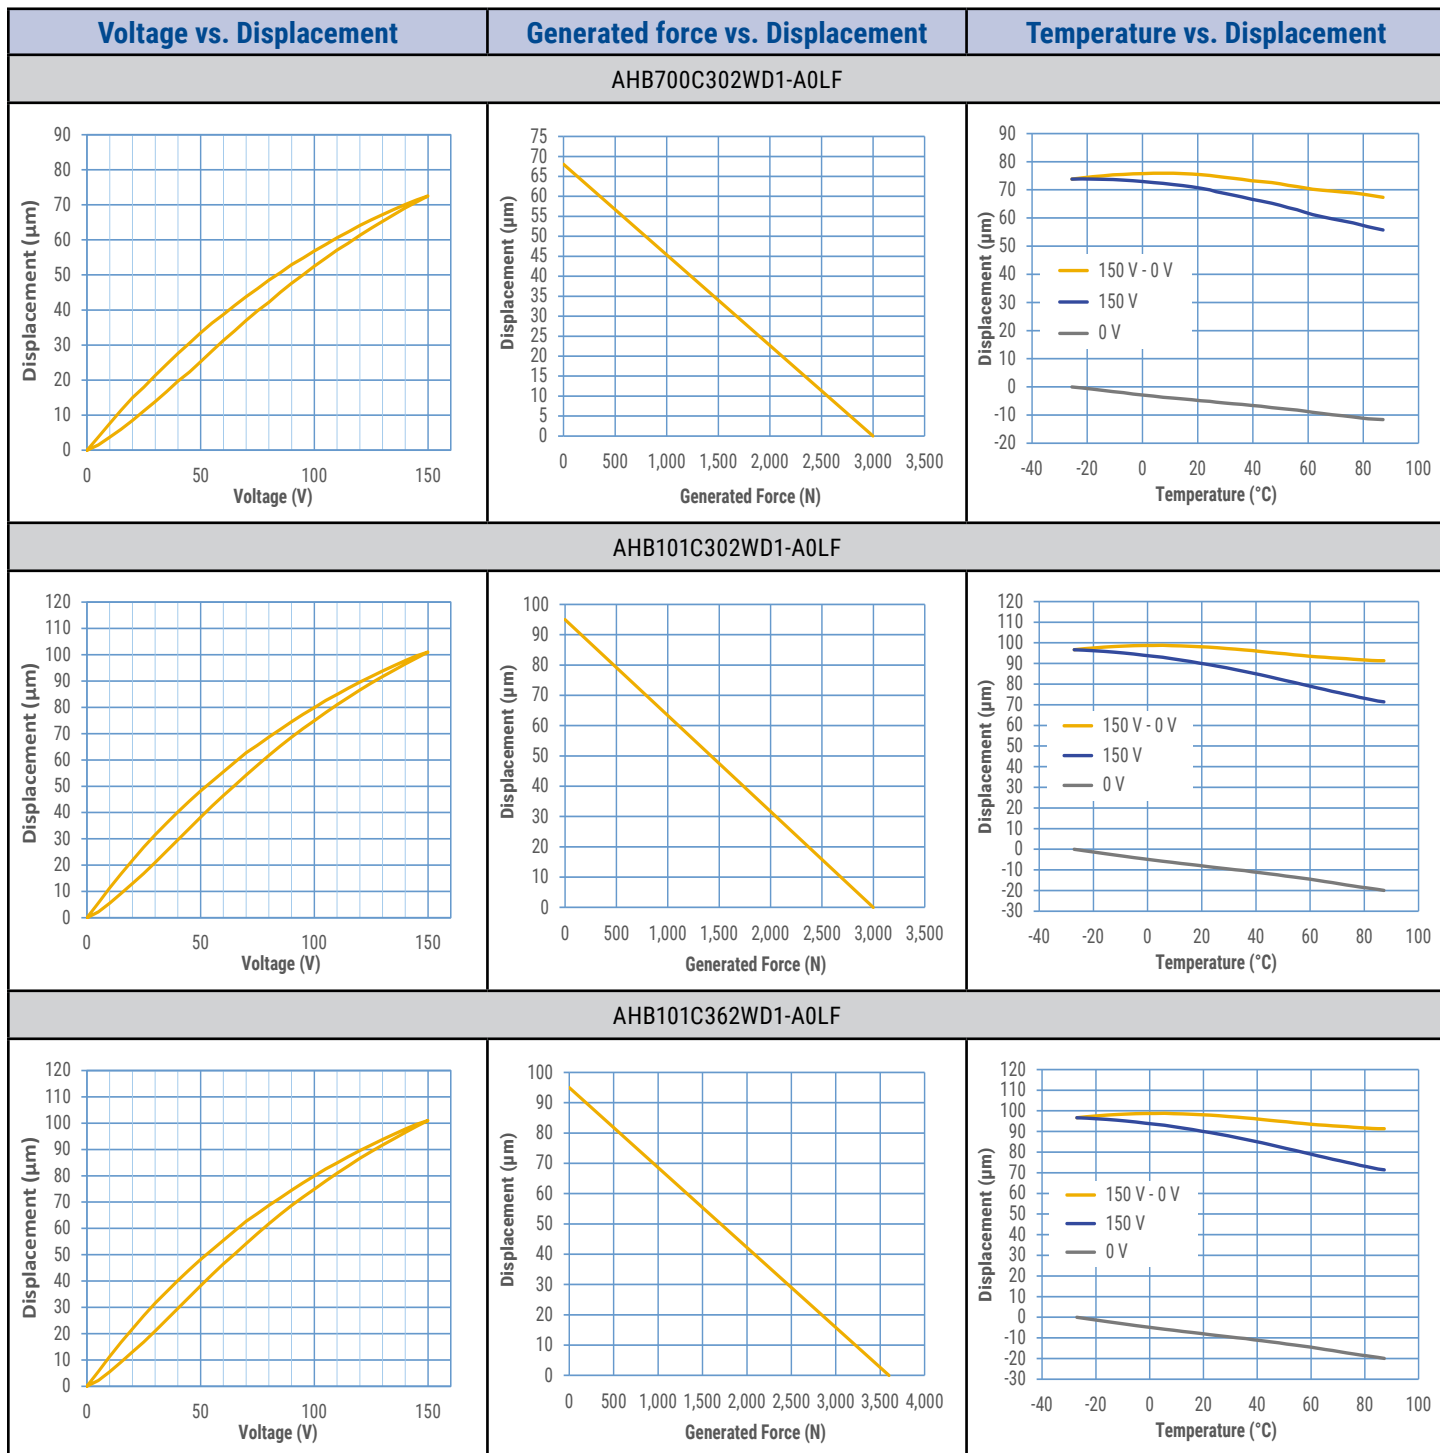 Voltage vs. Displacement
Generated force vs. Displacement
Temperature vs. Displacement
AHB700C302WD1-A0LF
Displacement (µm)
90
80
70
60
50
40
30
20
10
0
0 50 100 150
Voltage (V)
Displacement (µm)
75
70
65
60
55
50
45
40
35
30
25
20
15
10
5
0
0 500 1,000 1,500 2,000 2,500 3,000 3,500
Generated Force (N)
Displacement (µm)
90
80
70
60
50
40
30
20
10
0
-10
-20
150 V - 0 V
150 V
0 V
-40 -20 0 20 40 60 80 100
Temperature (°C)
AHB101C302WD1-A0LF
Displacement (µm)
120
110
100
90
80
70
60
50
40
30
20
10
0
0 50 100 150
Voltage (V)
Displacement (µm)
100
90
80
70
60
50
40
30
20
10
0
0 500 1,000 1,500 2,000 2,500 3,000 3,500
Generated Force (N)
Displacement (µm)
120
110
100
90
80
70
60
50
40
30
20
10
0
-10
-20
-30
150 V - 0 V
150 V
0 V
-40 -20 0 20 40 60 80 100
Temperature (°C)
AHB101C362WD1-A0LF
Displacement (µm)
120
110
100
90
80
70
60
50
40
30
20
10
0
0 50 100 150
Voltage (V)
Displacement (µm)
100
90
80
70
60
50
40
30
20
10
0
0 500 1,000 1,500 2,000 2,500 3,000 3,500 4,000
Generated Force (N)
Displacement (µm)
120
110
100
90
80
70
60
50
40
30
20
10
0
-10
-20
-30
150 V - 0 V
150 V
0 V
-40 -20 0 20 40 60 80 100
Temperature (°C)